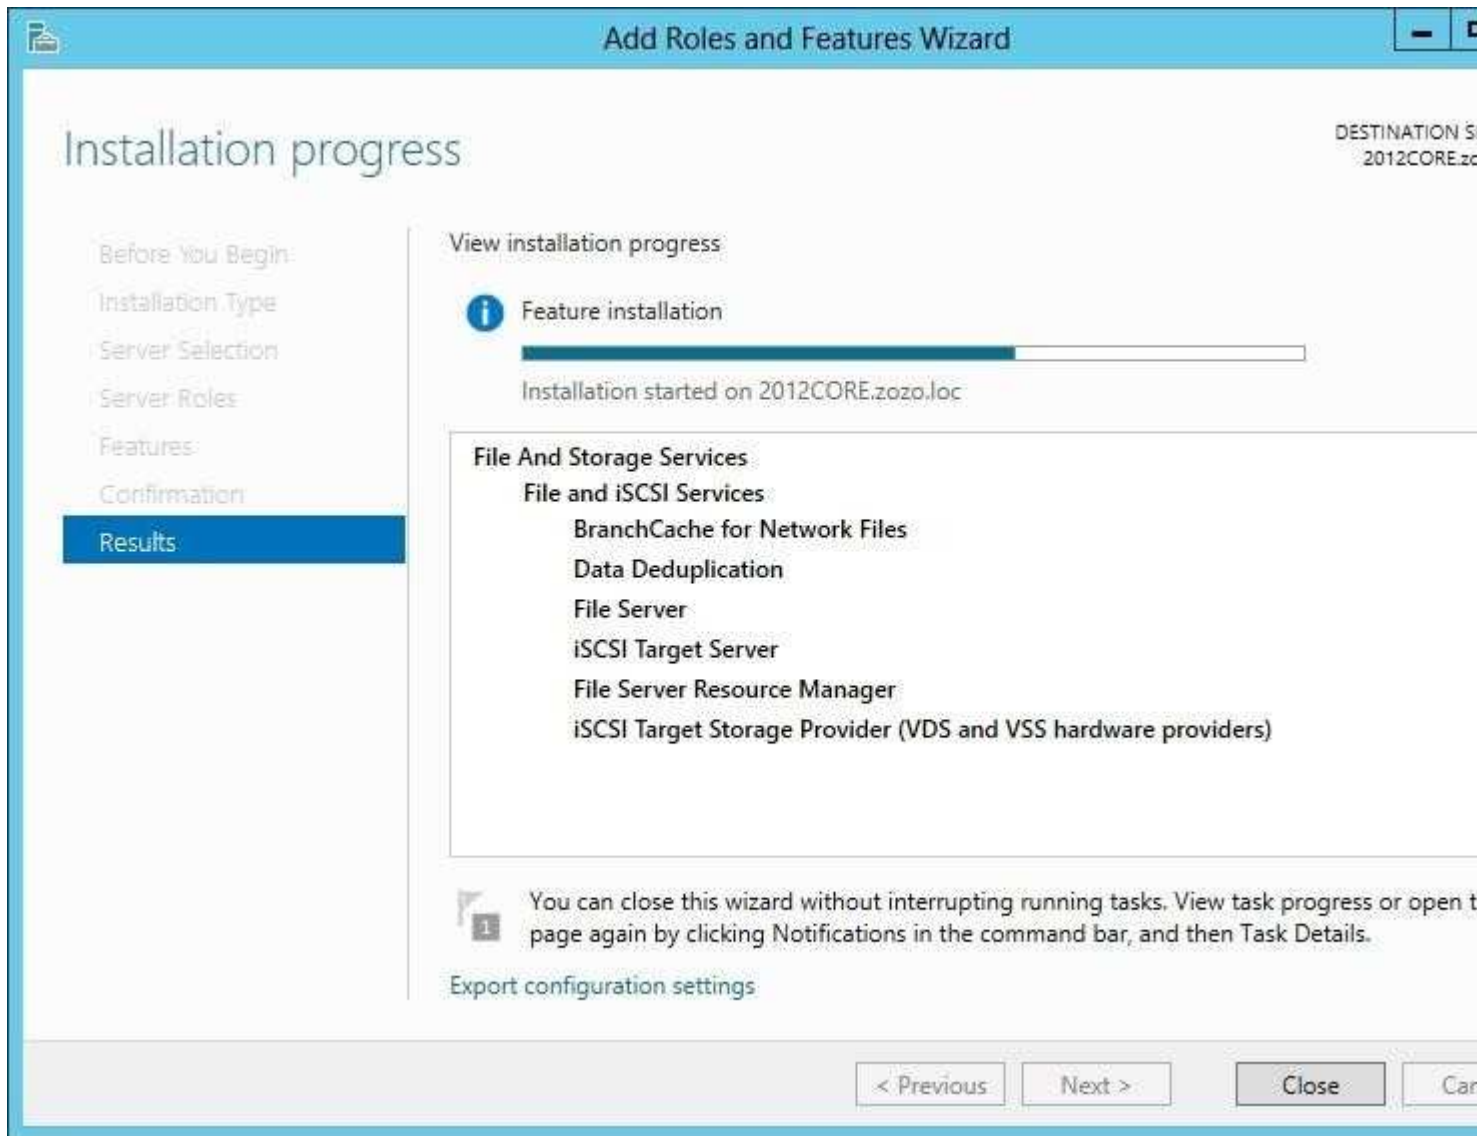 Add Roles and Features Wizard
Installation progress
DESTINATION
2012CORE.
Before You Begin
Installation Type
Server Selection
Server Roles
Features
Confirmation
Results
View installation progress
Feature installation
Installation started on 2012CORE.zozo.loc
File And Storage Services
File and iSCSI Services
BranchCache for Network Files
Data Deduplication
File Server
iSCSI Target Server
File Server Resource Manager
iSCSI Target Storage Provider (VDS and VSS hardware providers)
1
You can close this wizard without interrupting running tasks. View task progress or open
page again by clicking Notifications in the command bar, and then Task Details.
Export configuration settings
< Previous
Next >
Close